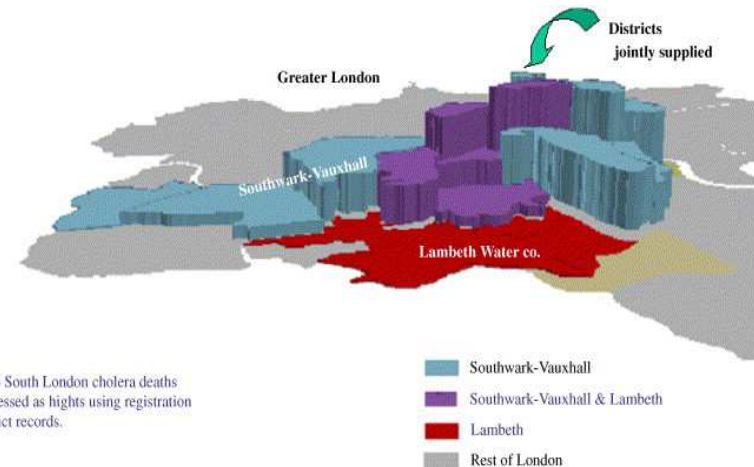 Districts
jointly supplied
Greater London
Southwark-Vauxhall
Lambeth Water co.
South London cholera deaths
essed as hights using registration
ict records.
Southwark-Vauxhall
Southwark-Vauxhall & Lambeth
Lambeth
Rest of London